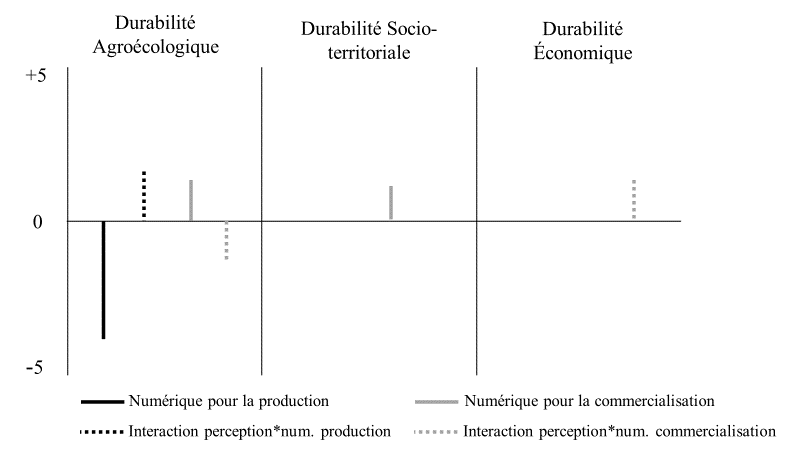 Durabilité
Agroécologique
Durabilité Socio-
territoriale
Durabilité
Économique
+5
0
-5
Numérique pour la production
Numérique pour la commercialisation
Interaction perception*num. production
Interaction perception*num. commercialisation